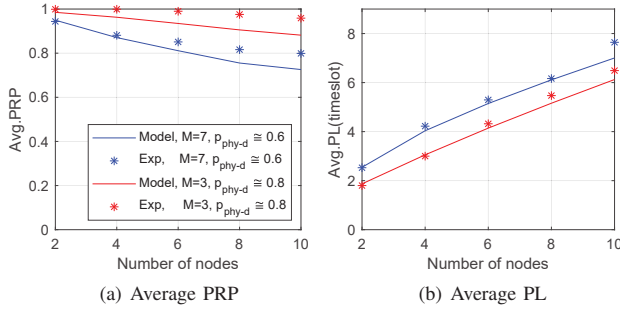 1
0.8
0.6
0.4
0.2
0
Avg.PRP
Model, M=7, p_phy-d ≅ 0.6
Exp, M=7, p_phy-d ≅ 0.6
Model, M=3, p_phy-d ≅ 0.8
Exp, M=3, p_phy-d ≅ 0.8
2 4 6 8 10
Number of nodes
(a) Average PRP
8
6
4
2
0
Avg.PL(timeslot)
2 4 6 8 10
Number of nodes
(b) Average PL